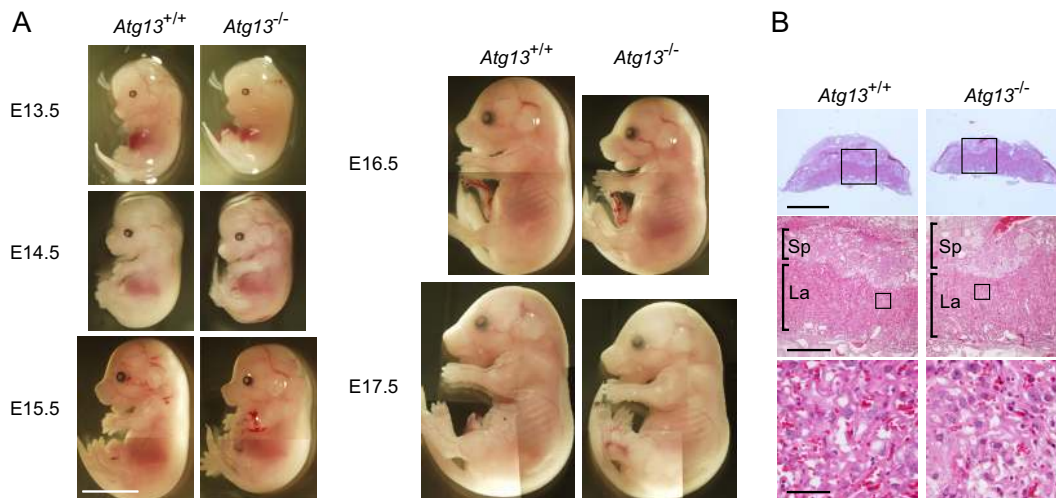 A
Atg13+/+
Atg13-/-
E13.5
E14.5
E15.5
Atg13+/+
Atg13-/-
E16.5
E17.5
B
Atg13+/+
Atg13-/-
Sp
La
Sp
La